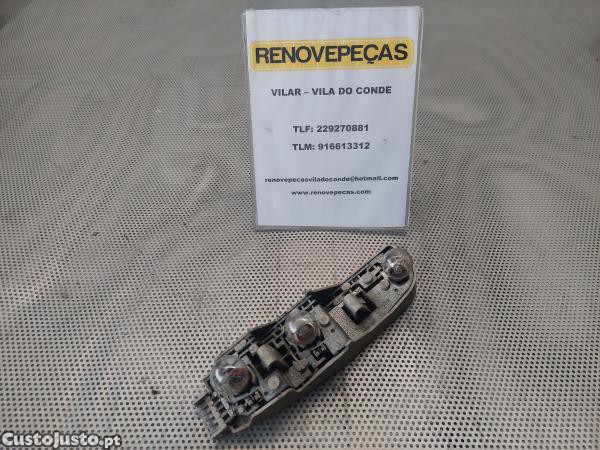 RENOVEPEÇAS
VILAR – VILA DO CONDE
TLF: 229270881
TLM: 916613312
renovepecasviladoconde@hotmail.com
www.renovepecas.com
CustoJusto.pt